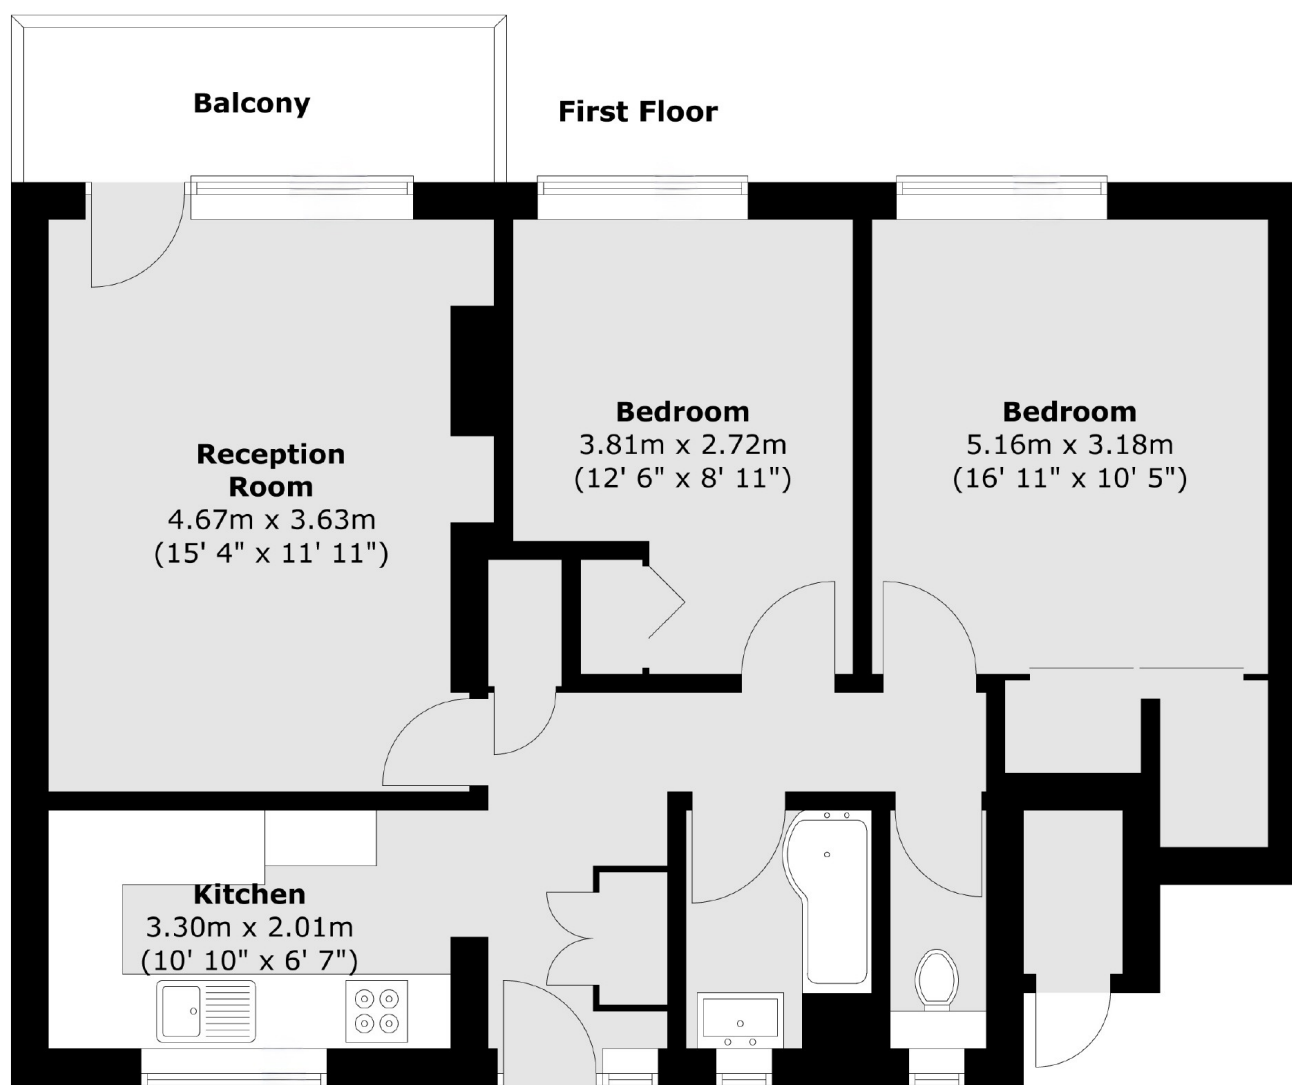 Balcony
First Floor
Reception
Room
4.67m x 3.63m
(15' 4" x 11' 11")
Bedroom
3.81m x 2.72m
(12' 6" x 8' 11")
Bedroom
5.16m x 3.18m
(16' 11" x 10' 5")
Kitchen
3.30m x 2.01m
(10' 10" x 6' 7")